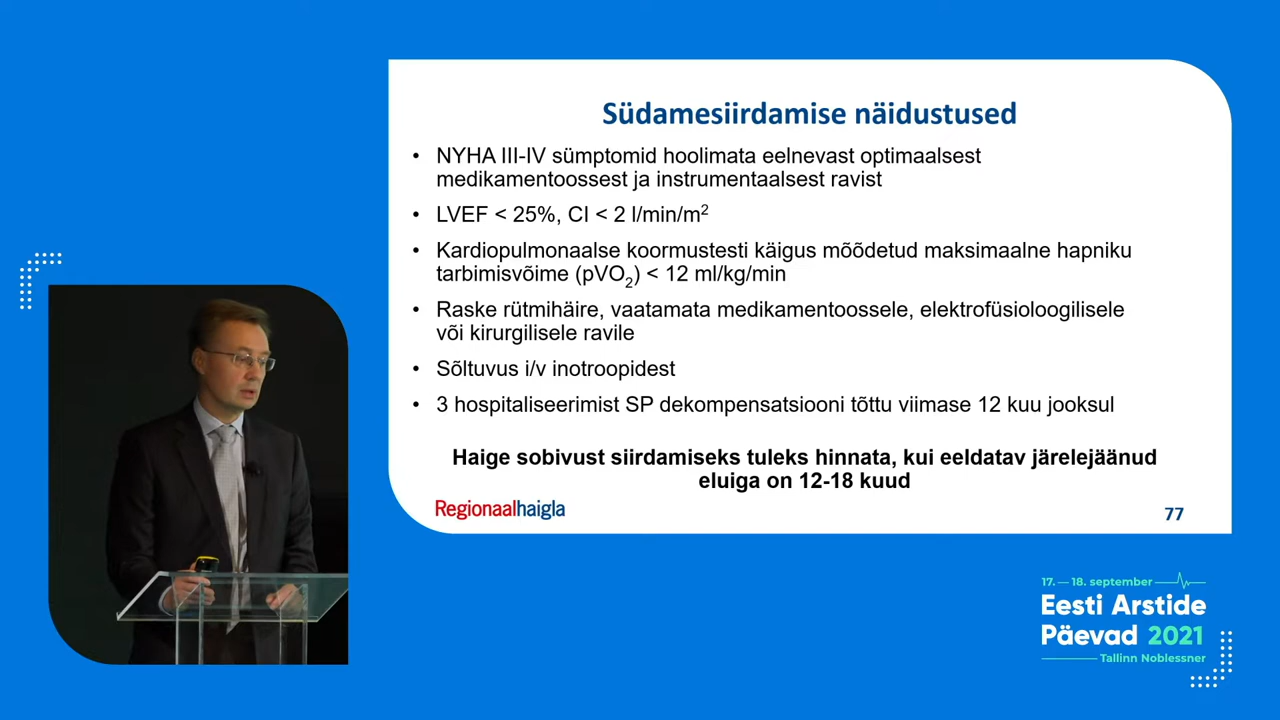 Südamesiirdamise näidustused
• NYHA III-IV sümptomid hoolimata eelnevast optimaalsest
medikamentoossest ja instrumentaalsest ravist
• LVEF < 25%, CI < 2 l/min/m²
• Kardiopulmonaalse koormustesti käigus mõõdetud maksimaalne hapniku
tarbimisvõime (pVO₂) < 12 ml/kg/min
• Raske rütmihäire, vaatamata medikamentoossele, elektrofüsioloogilisele
või kirurgilisele ravile
• Sõltuvus i/v inotroopidest
• 3 hospitaliseerimist SP dekompensatsiooni tõttu viimase 12 kuu jooksul
Haige sobivust siirdamiseks tuleks hinnata, kui eeldatav järelejäänud
eluiga on 12-18 kuud
Regionaalhaigla
77
17. — 18. september
Eesti Arstide
Päevad 2021
Tallinn Noblessner